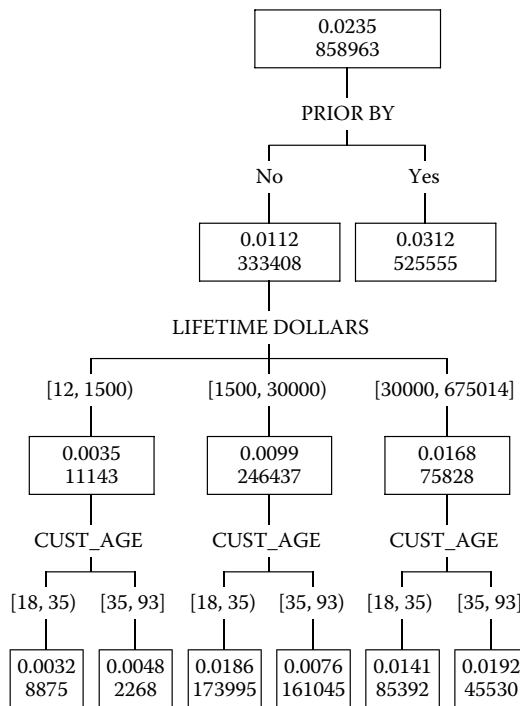 0.0235
858963
PRIOR BY
No Yes
0.0112 0.0312
333408 525555
LIFETIME DOLLARS
[12, 1500) [1500, 30000) [30000, 675014]
0.0035 0.0099 0.0168
11143 246437 75828
CUST_AGE CUST_AGE CUST_AGE
[18, 35) [35, 93] [18, 35) [35, 93) [18, 35) [35, 93]
0.0032 0.0048 0.0186 0.0076 0.0141 0.0192
8875 2268 173995 161045 85392 45530